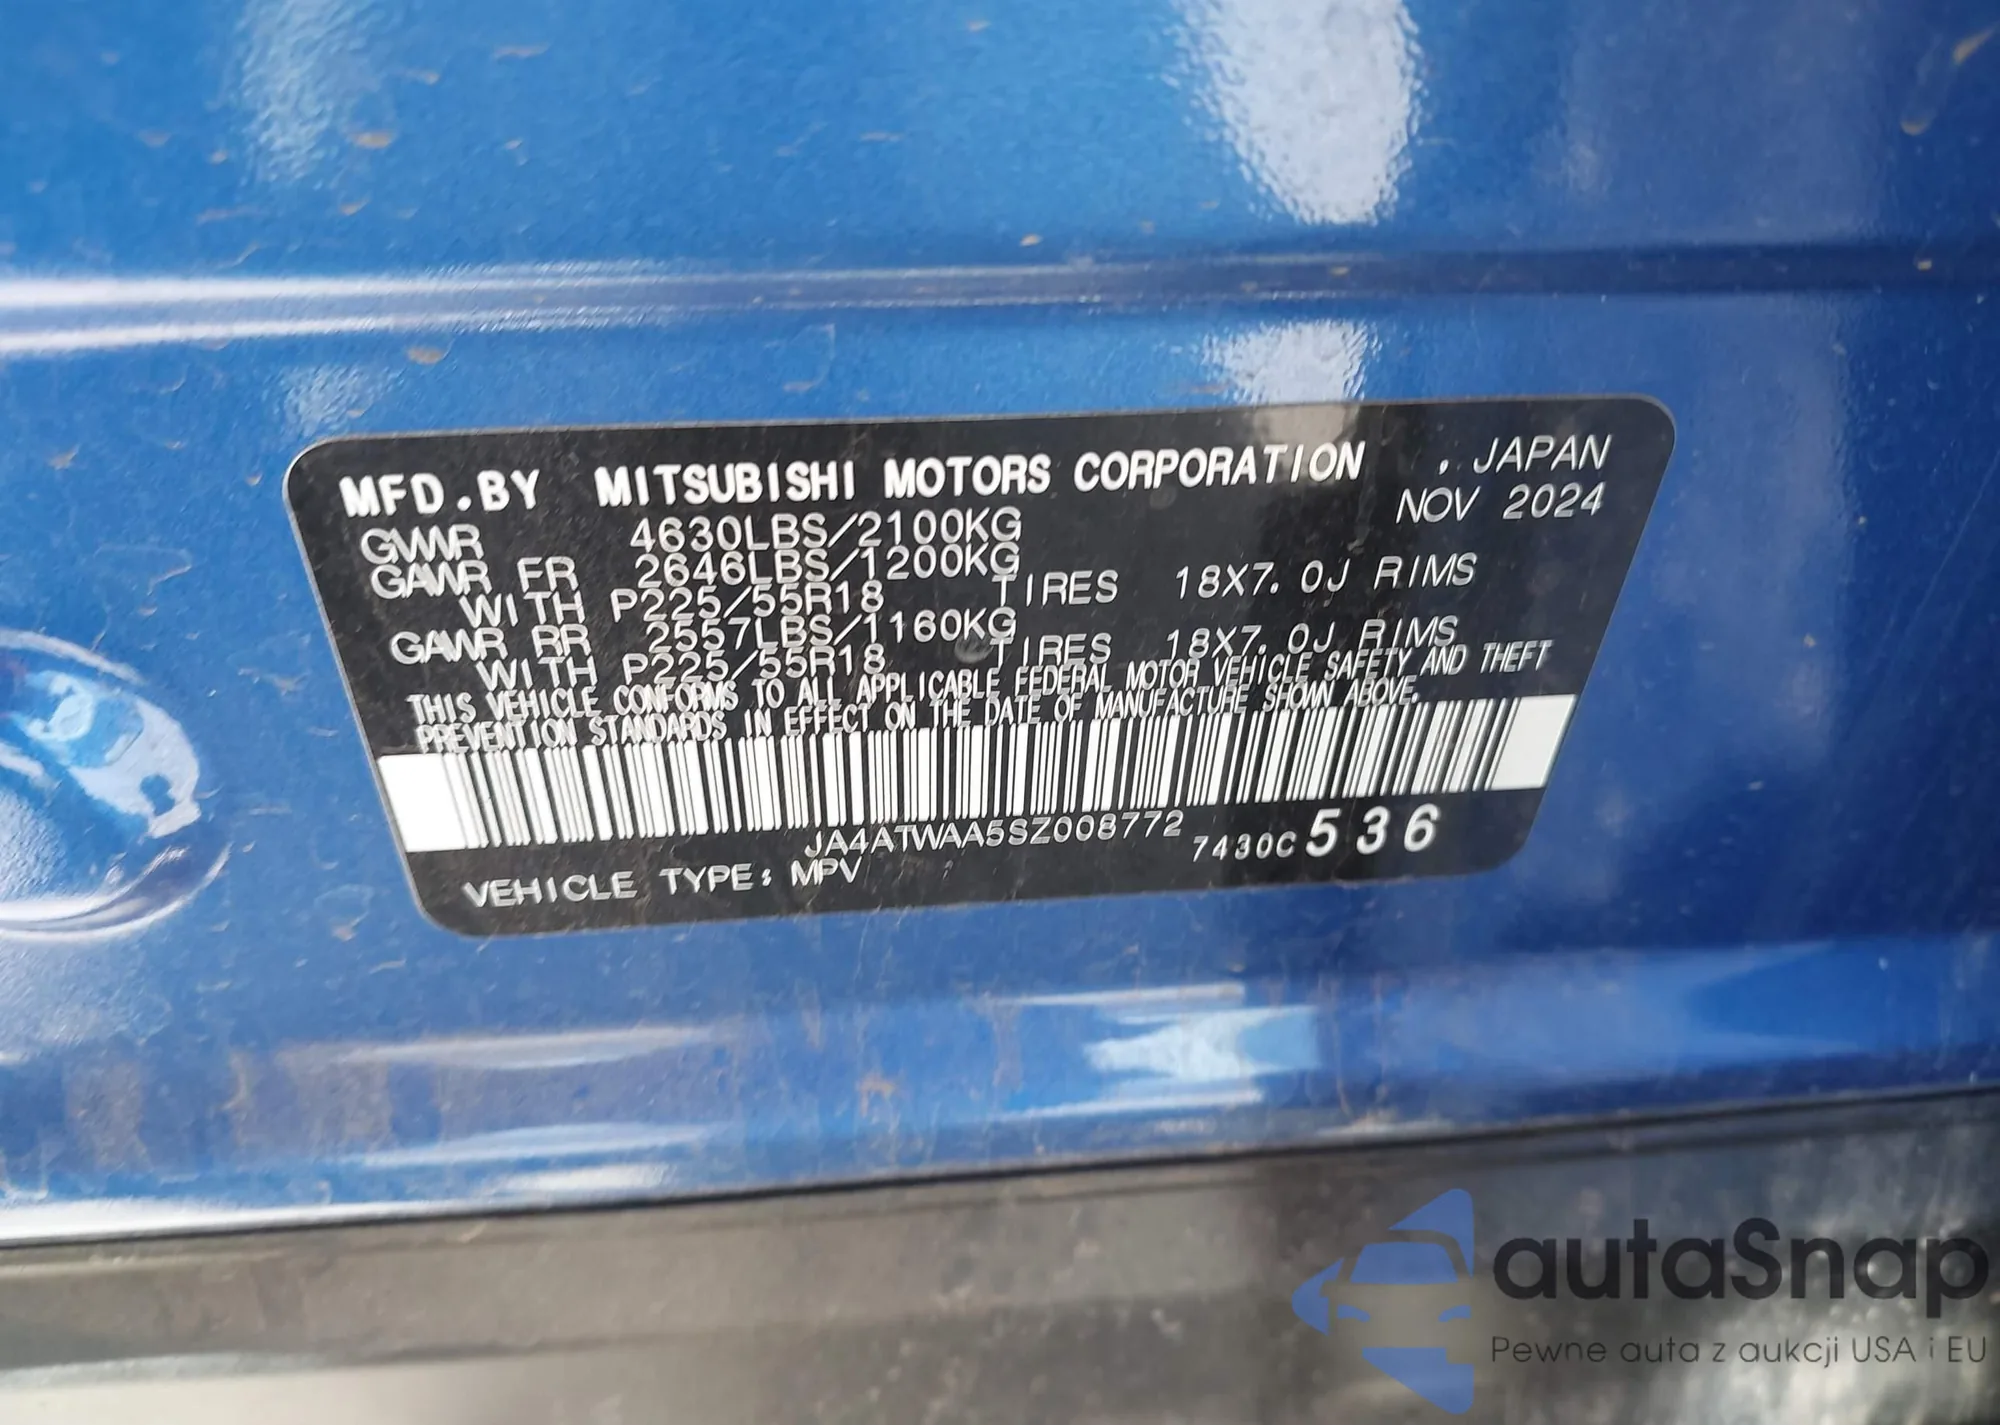 MFD.BY MITSUBISHI MOTORS CORPORATION , JAPAN
NOV 2024
GVWR 4630LBS/2100KG
GAWR FR 2646LBS/1200KG
WITH P225/55R18 TIRES 18X7.0J RIMS
GAWR RR 2557LBS/1160KG
WITH P225/55R18 TIRES 18X7.0J RIMS
THIS VEHICLE CONFORMS TO ALL APPLICABLE FEDERAL MOTOR VEHICLE SAFETY AND THEFT
PREVENTION STANDARDS IN EFFECT ON THE DATE OF MANUFACTURE SHOWN ABOVE.
JA4ATWAA5SZ008772
7430C 536
VEHICLE TYPE: MPV
autaSnap
Pewne auta z aukcji USA i EU